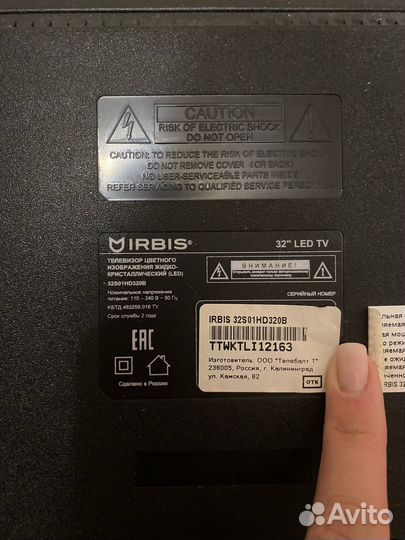 CAUTION
RISK OF ELECTRIC SHOCK
DO NOT OPEN
CAUTION: TO REDUCE THE RISK OF ELECTRIC SHOCK
DO NOT REMOVE COVER (OR BACK)
NO USER-SERVICEABLE PARTS INSIDE
REFER SERVICING TO QUALIFIED SERVICE
IRBIS®
32" LED TV
ТЕЛЕВИЗОР ЦВЕТНОГО
ИЗОБРАЖЕНИЯ ЖИДКО-
КРИСТАЛЛИЧЕСКИЙ (LED)
32S01HD320B
Номинальное напряжение
питания: 110 – 240 В ~ 50 Гц
КБТД.463259.016 ТУ
Срок службы 2 года
ВНИМАНИЕ!
СЕРИЙНЫЙ НОМЕР
IRBIS 32S01HD320B
TTWKTLI12163
Изготовитель: ООО "Телебалт Т"
236005, Россия, г. Калининград
ул. Камская, 62
ОТК
EAC
Сделано в России
IRBIS 32S
Avito